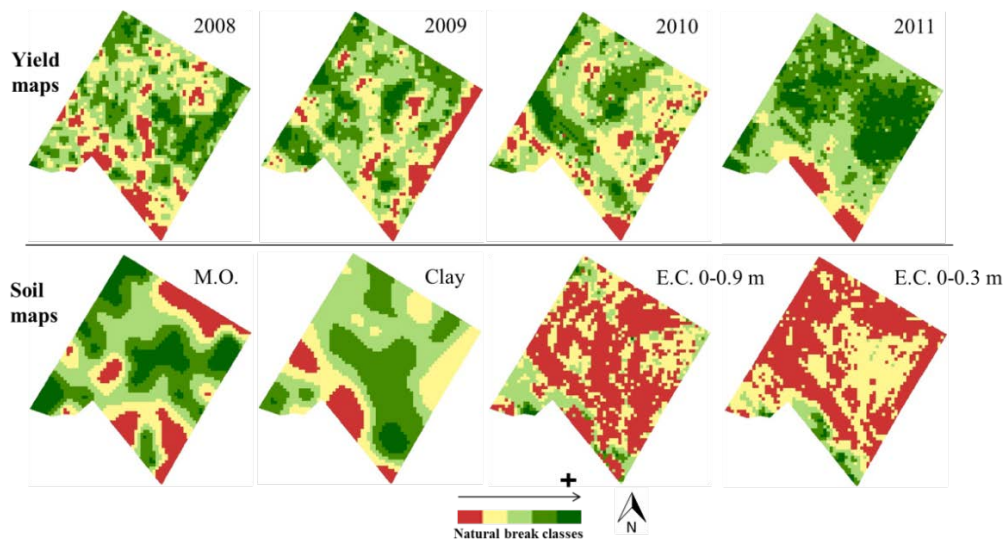 2008
2009
2010
2011
Yield
maps
M.O.
Clay
E.C. 0-0.9 m
E.C. 0-0.3 m
Soil
maps
+
N
Natural break classes